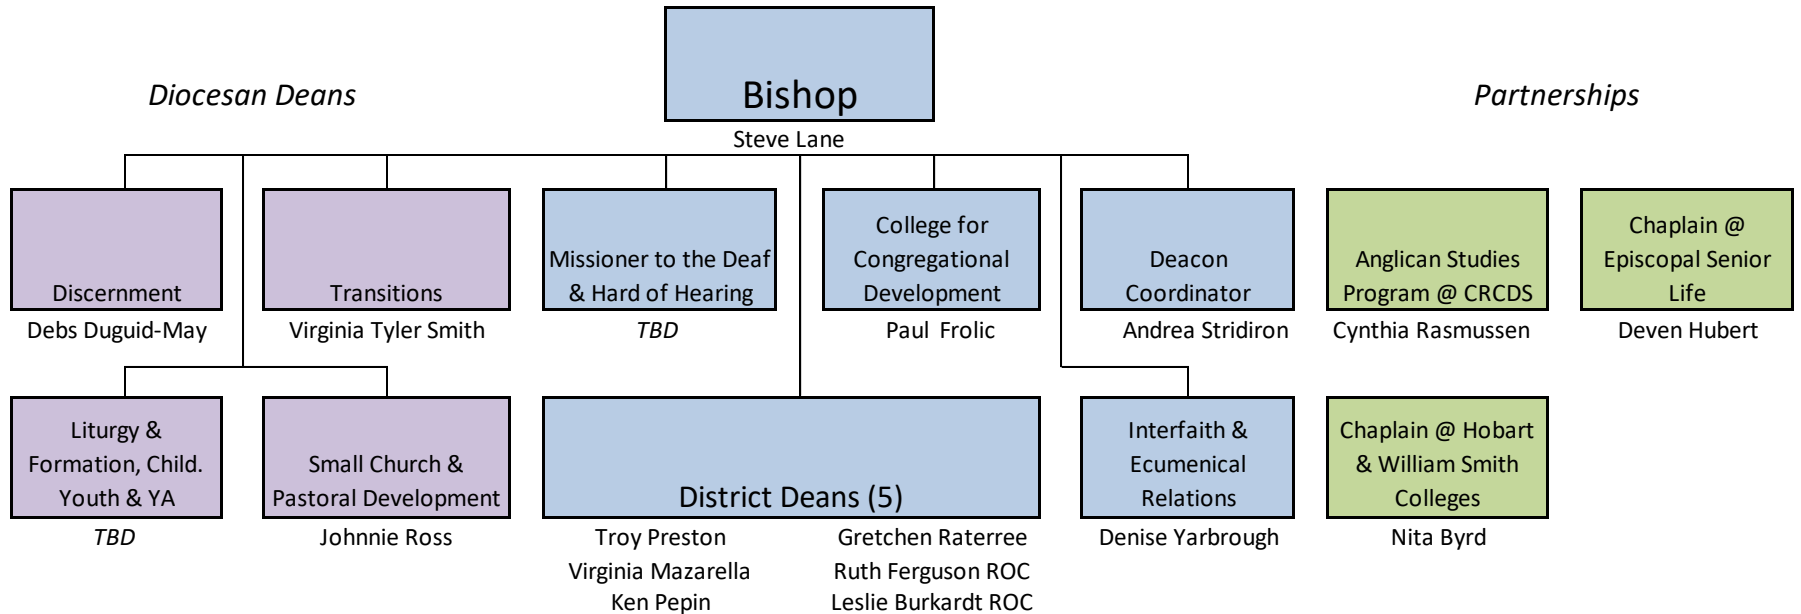 Diocesan Deans
Bishop
Partnerships
Steve Lane
Discernment
Debs Duguid-May
Transitions
Virginia Tyler Smith
Missioner to the Deaf
& Hard of Hearing
TBD
College for
Congregational
Development
Paul Frolic
Deacon
Coordinator
Andrea Stridiron
Anglican Studies
Program @ CRCDS
Cynthia Rasmussen
Chaplain @
Episcopal Senior
Life
Deven Hubert
Liturgy &
Formation, Child.
Youth & YA
TBD
Small Church &
Pastoral Development
Johnnie Ross
District Deans (5)
Troy Preston
Virginia Mazarella
Ken Pepin
Gretchen Raterree
Ruth Ferguson ROC
Leslie Burkardt ROC
Interfaith &
Ecumenical
Relations
Denise Yarbrough
Chaplain @ Hobart
& William Smith
Colleges
Nita Byrd